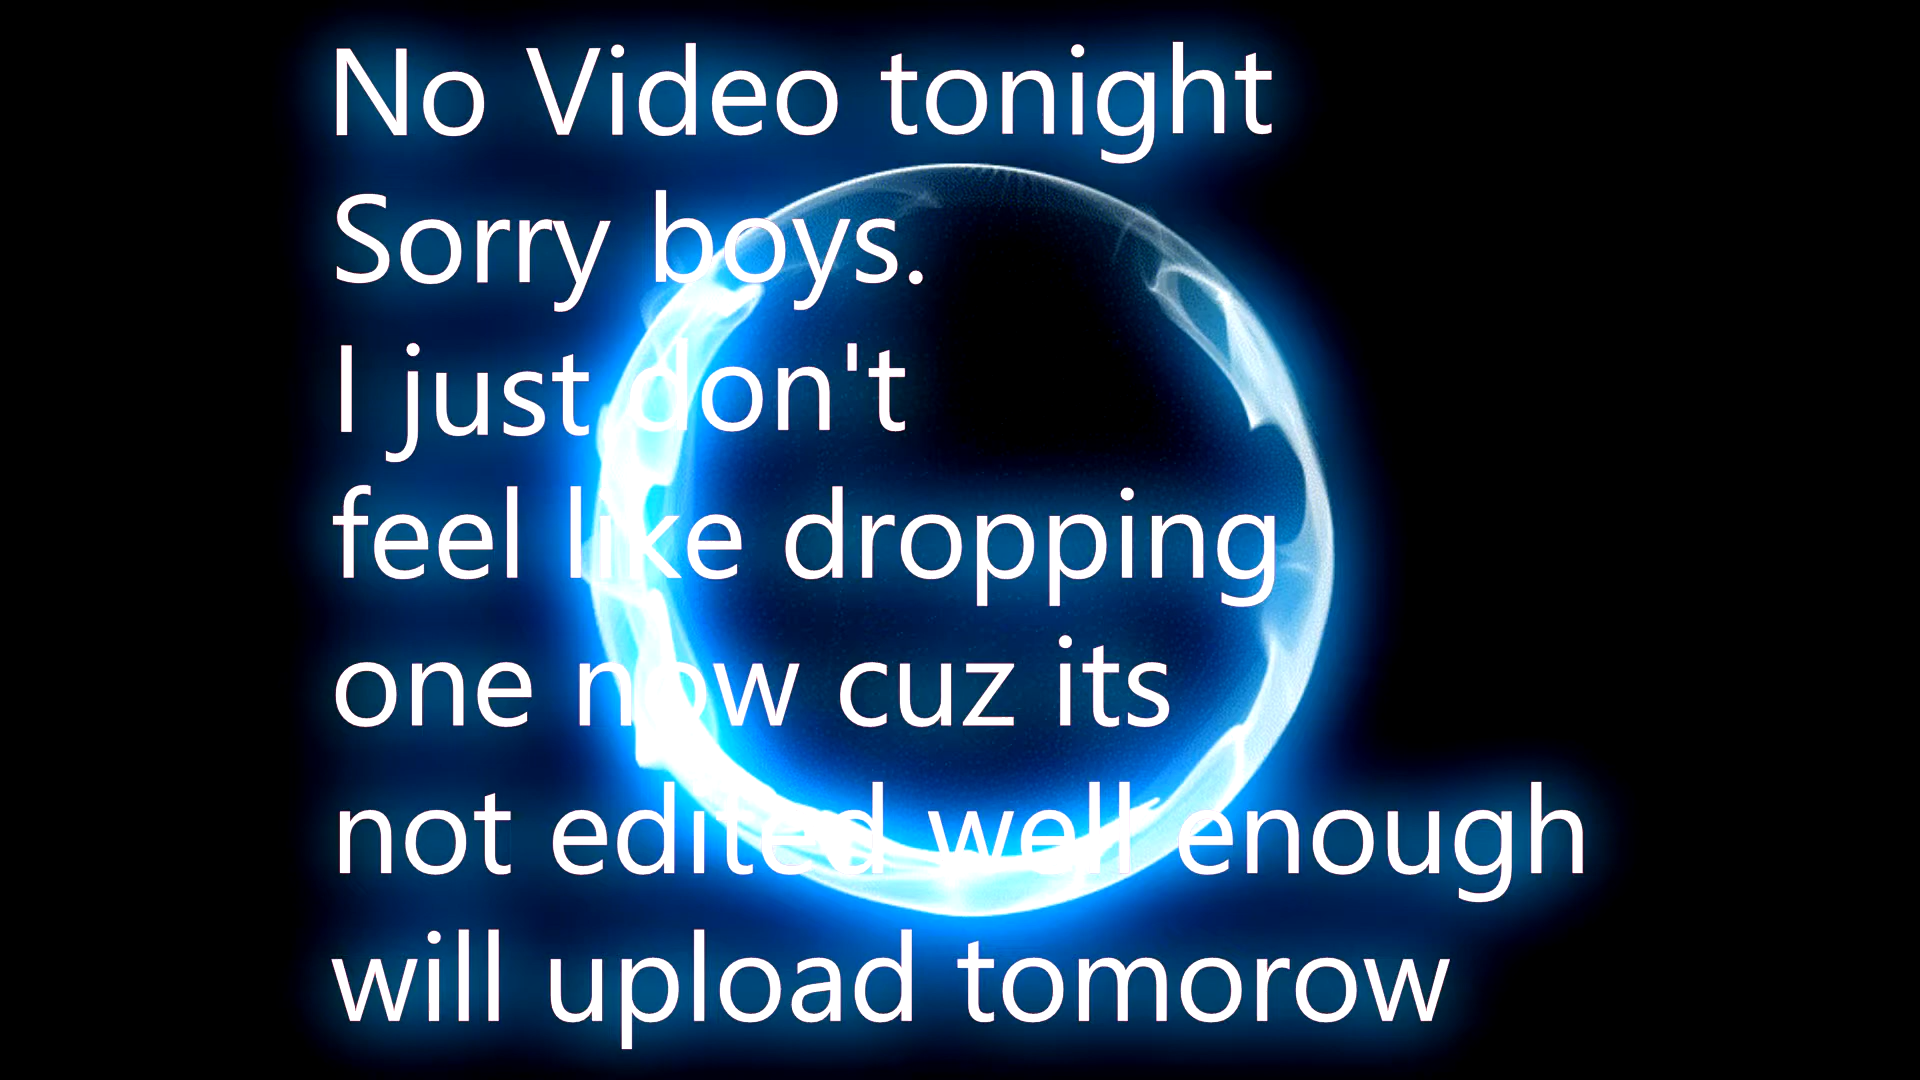 No Video tonight
Sorry boys.
I just don't
feel like dropping
one now cuz its
not edited well enough
will upload tomorow